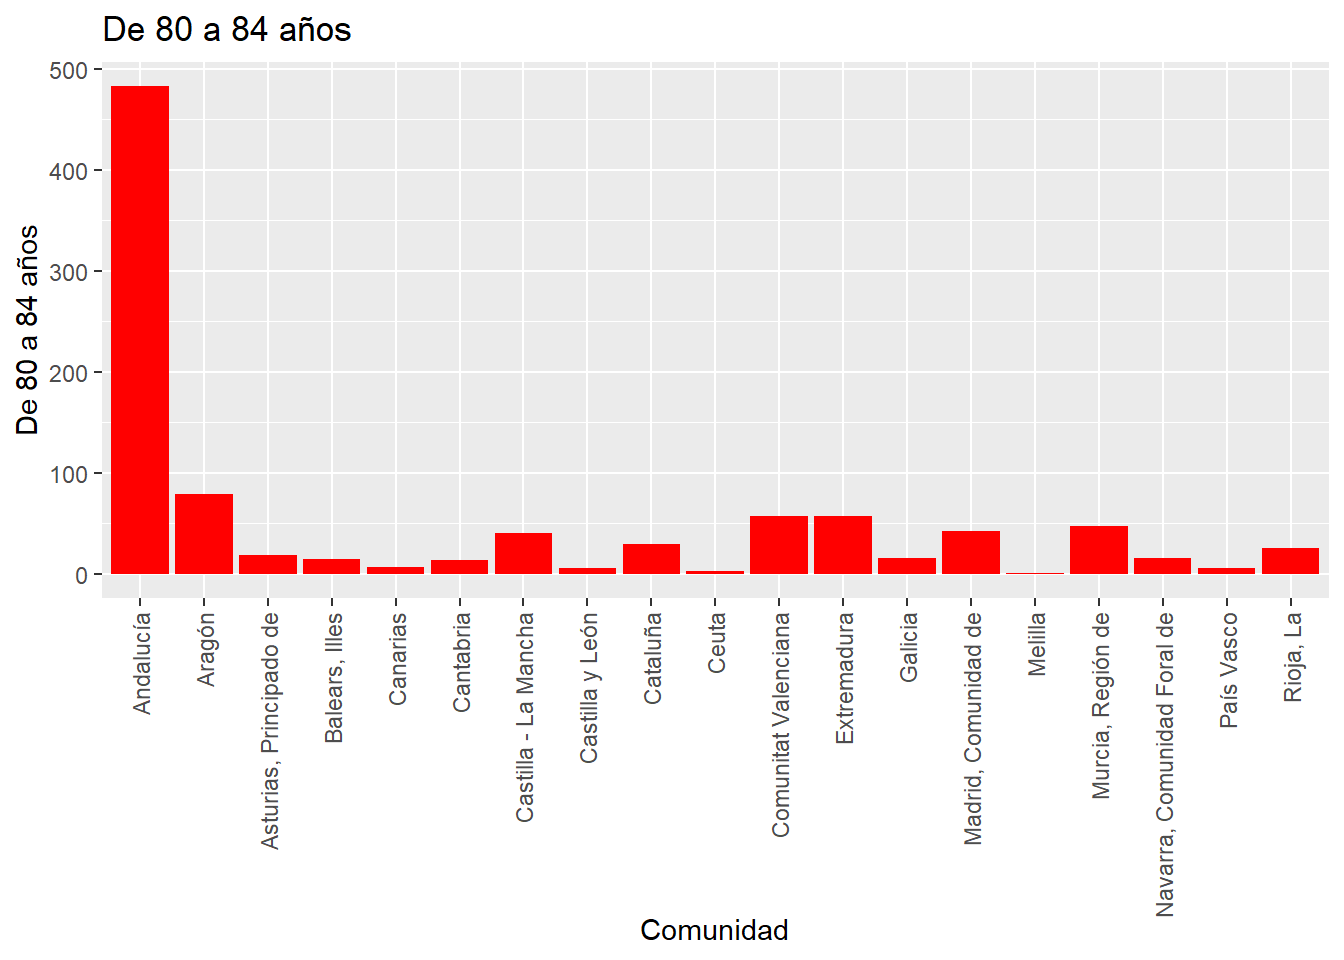 De 80 a 84 años
De 80 a 84 años
500
400
300
200
100
0
Andalucía
Aragón
Asturias, Principado de
Balears, Illes
Canarias
Cantabria
Castilla - La Mancha
Castilla y León
Cataluña
Ceuta
Comunitat Valenciana
Extremadura
Galicia
Madrid, Comunidad de
Melilla
Murcia, Región de
Navarra, Comunidad Foral de
País Vasco
Rioja, La
Comunidad